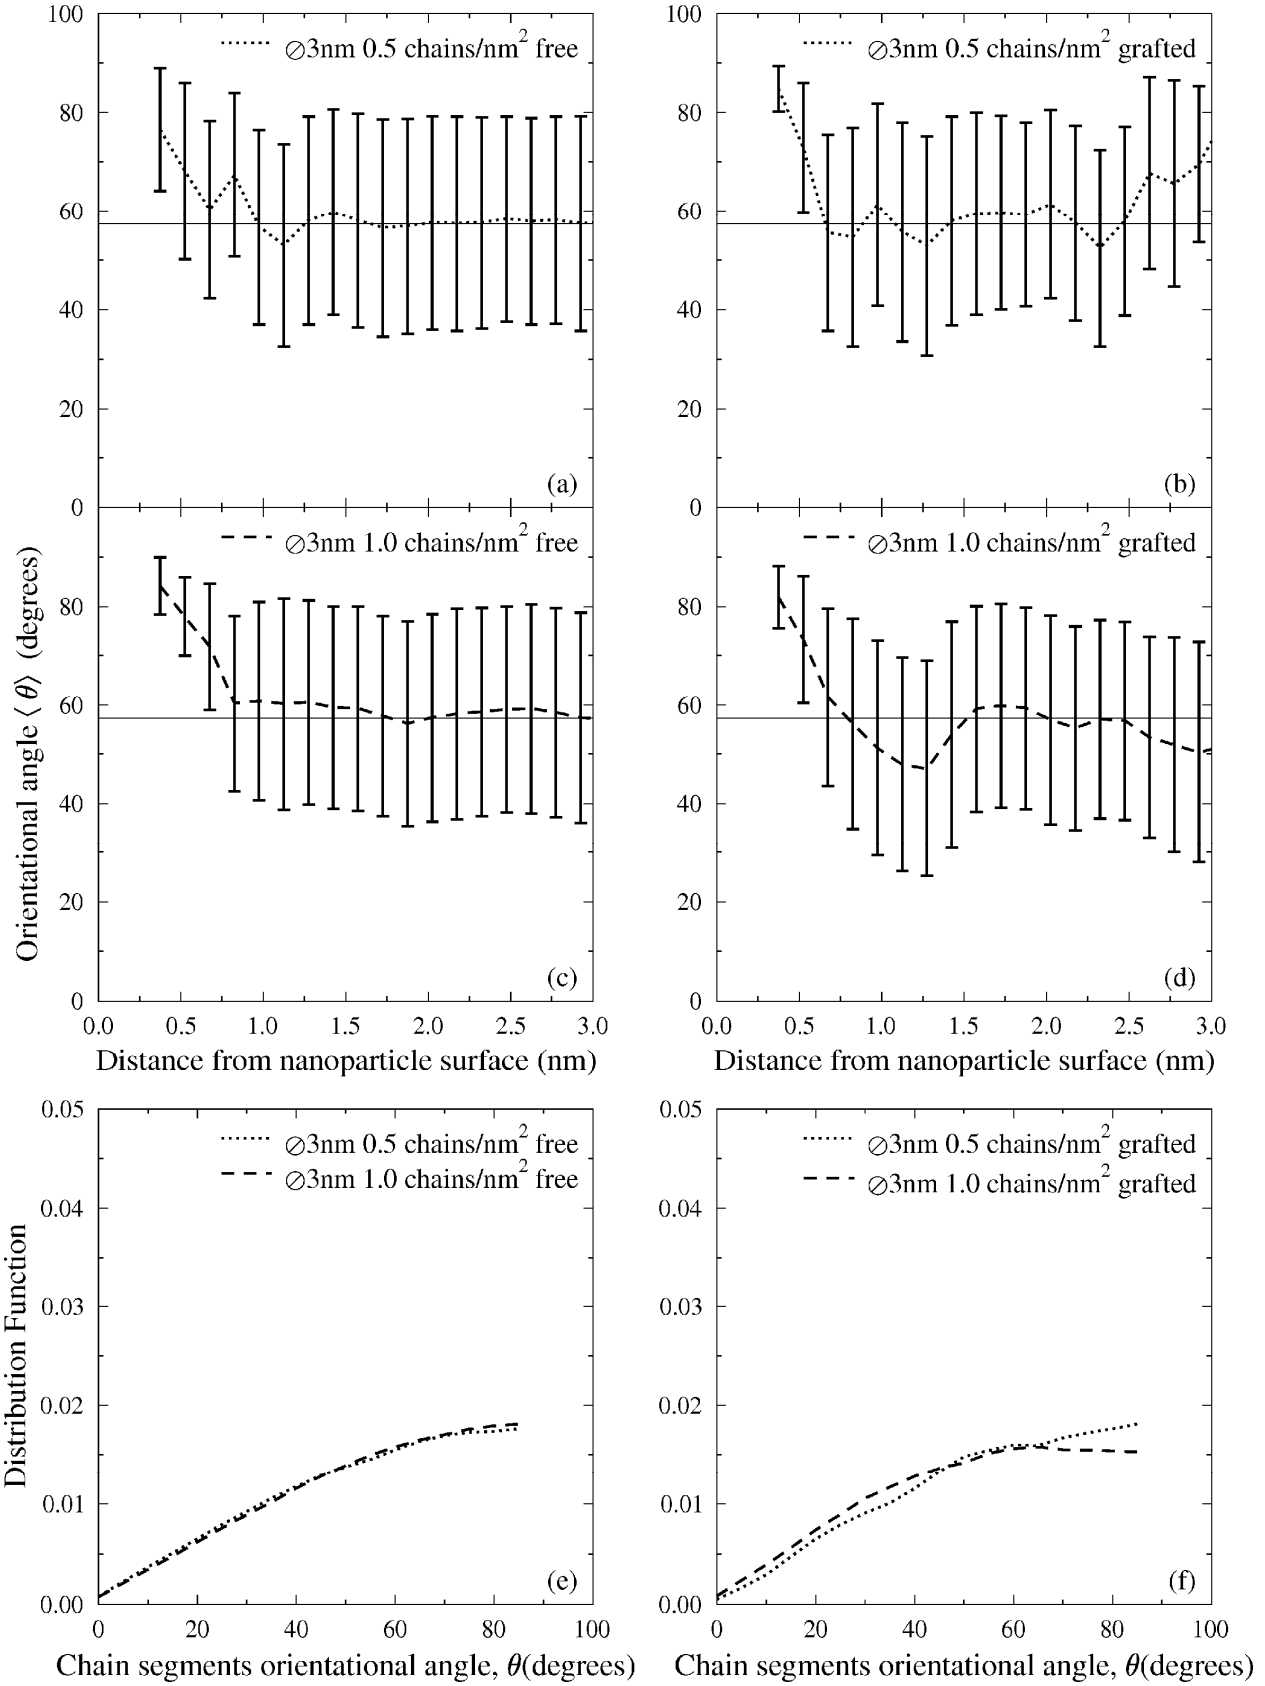 100
80
60
40
20
0
∅3nm 0.5 chains/nm² free
(a)
100
80
60
40
20
0
∅3nm 0.5 chains/nm² grafted
(b)
Orientational angle ⟨θ⟩ (degrees)
80
60
40
20
0
∅3nm 1.0 chains/nm² free
(c)
0.0 0.5 1.0 1.5 2.0 2.5 3.0
Distance from nanoparticle surface (nm)
80
60
40
20
0
∅3nm 1.0 chains/nm² grafted
(d)
0.0 0.5 1.0 1.5 2.0 2.5 3.0
Distance from nanoparticle surface (nm)
Distribution Function
0.05
0.04
0.03
0.02
0.01
0.00
∅3nm 0.5 chains/nm² free
∅3nm 1.0 chains/nm² free
(e)
0 20 40 60 80 100
Chain segments orientational angle, θ(degrees)
0.05
0.04
0.03
0.02
0.01
0.00
∅3nm 0.5 chains/nm² grafted
∅3nm 1.0 chains/nm² grafted
(f)
0 20 40 60 80 100
Chain segments orientational angle, θ(degrees)